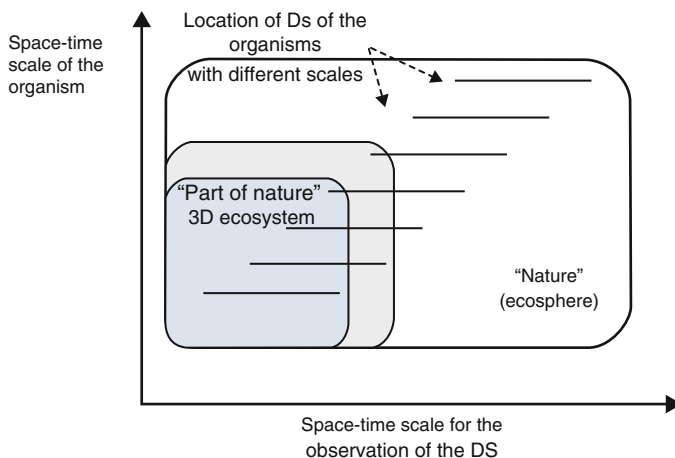 Space-time
scale of the
organism
Location of Ds of the
organisms
with different scales
“Part of nature”
3D ecosystem
“Nature”
(ecosphere)
Space-time scale for the
observation of the DS